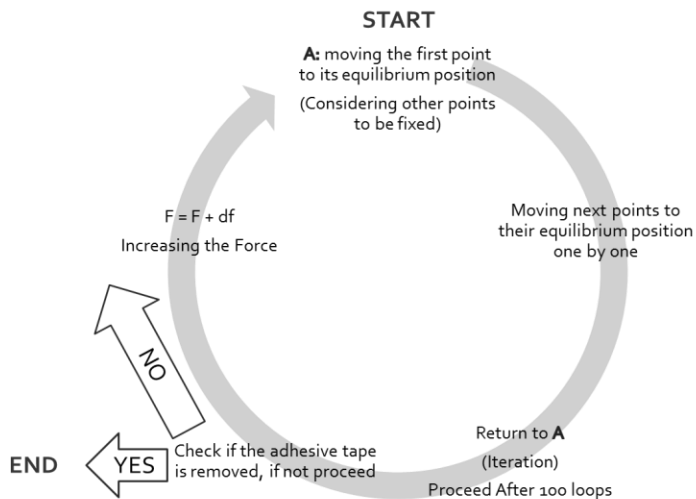 START
A: moving the first point
to its equilibrium position
(Considering other points
to be fixed)
Moving next points to
their equilibrium position
one by one
Return to A
(Iteration)
Proceed After 100 loops
Check if the adhesive tape
is removed, if not proceed
YES
END
NO
F = F + df
Increasing the Force